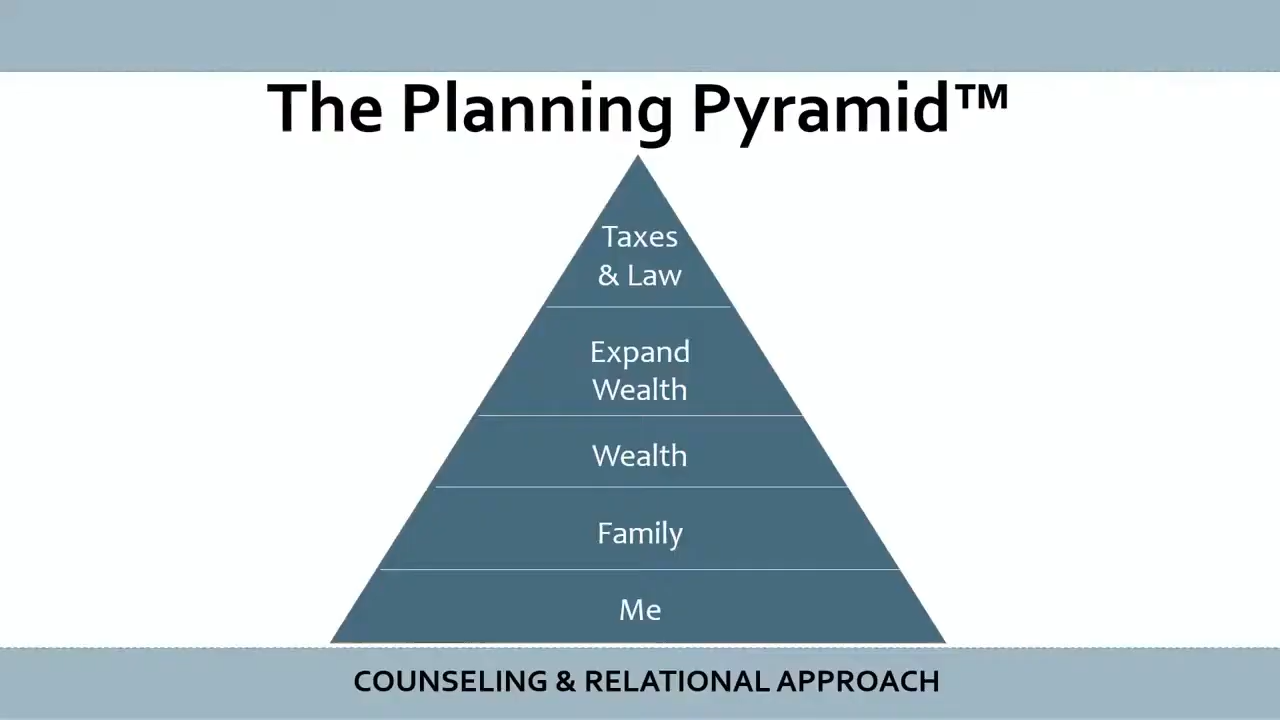 The Planning Pyramid™
Taxes
& Law
Expand
Wealth
Wealth
Family
Me
COUNSELING & RELATIONAL APPROACH